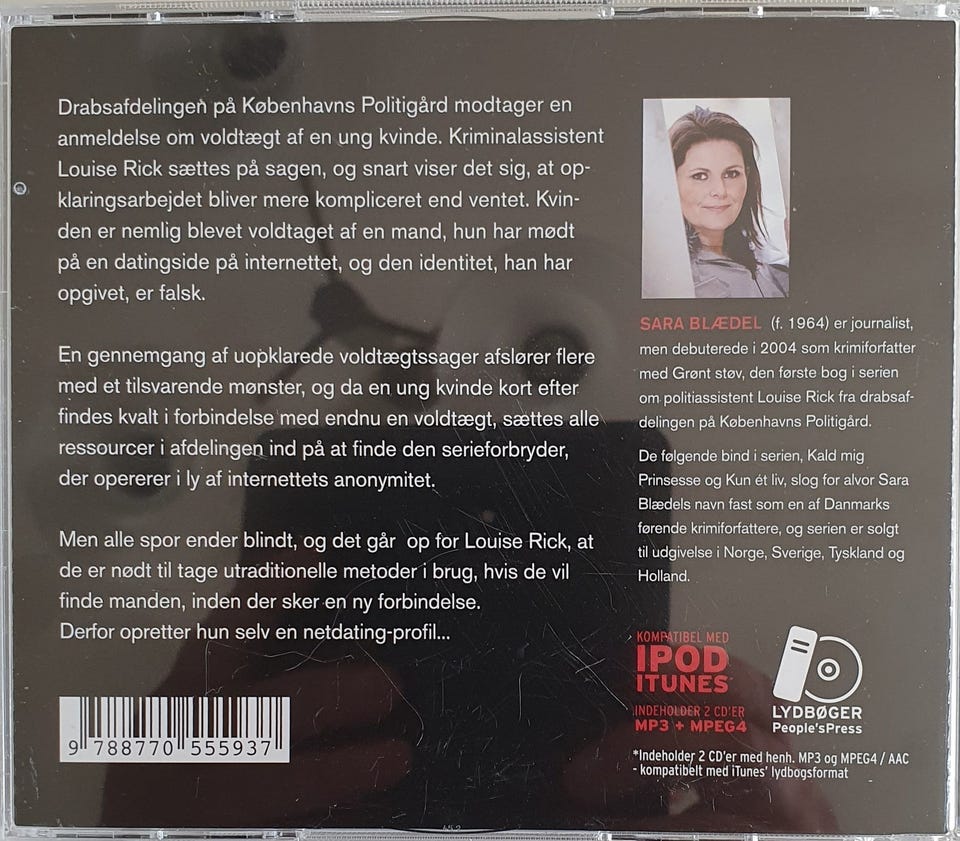 Drabsafdelingen på Københavns Politigård modtager en
anmeldelse om voldtægt af en ung kvinde. Kriminalassistent
Louise Rick sættes på sagen, og snart viser det sig, at op-
klaringsarbejdet bliver mere kompliceret end ventet. Kvin-
den er nemlig blevet voldtaget af en mand, hun har mødt
på en datingside på internettet, og den identitet, han har
opgivet, er falsk.
En gennemgang af uopklarede voldtægtssager afslører flere
med et tilsvarende mønster, og da en ung kvinde kort efter
findes kvalt i forbindelse med endnu en voldtægt, sættes alle
ressourcer i afdelingen ind på at finde den serieforbryder,
der opererer i ly af internettets anonymitet.
Men alle spor ender blindt, og det går op for Louise Rick, at
de er nødt til tage utraditionelle metoder i brug, hvis de vil
finde manden, inden der sker en ny forbindelse.
Derfor opretter hun selv en netdating-profil...
9 788770 555937
SARA BLÆDEL (f. 1964) er journalist,
men debuterede i 2004 som krimiforfatter
med Grønt støv, den første bog i serien
om politiassistent Louise Rick fra drabsaf-
delingen på Københavns Politigård.
De følgende bind i serien, Kald mig
Prinsesse og Kun ét liv, slog for alvor Sara
Blædels navn fast som en af Danmarks
førende krimiforfattere, og serien er solgt
til udgivelse i Norge, Sverige, Tyskland og
Holland.
KOMPATIBEL MED
IPOD
ITUNES*
INDEHOLDER 2 CD'ER
MP3 + MPEG4
LYDBØGER
People'sPress
*Indeholder 2 CD'er med henh. MP3 og MPEG4 / AAC
- kompatibelt med iTunes' lydbogsformat